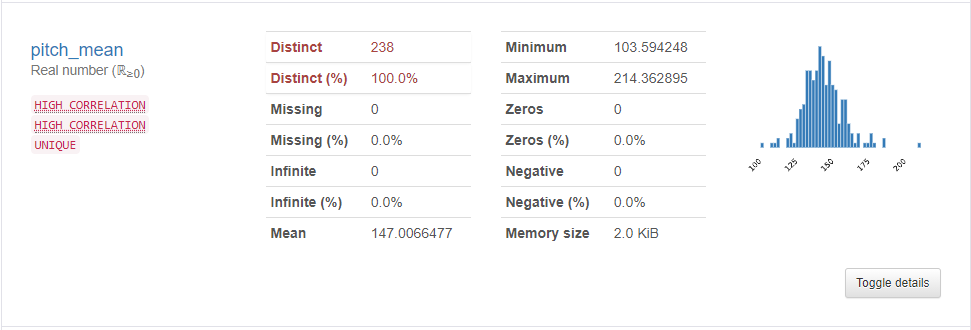 pitch_mean
Real number (ℝ≥0)
HIGH CORRELATION
HIGH CORRELATION
UNIQUE
Distinct 238
Distinct (%) 100.0%
Missing 0
Missing (%) 0.0%
Infinite 0
Infinite (%) 0.0%
Mean 147.0066477
Minimum 103.594248
Maximum 214.362895
Zeros 0
Zeros (%) 0.0%
Negative 0
Negative (%) 0.0%
Memory size 2.0 KiB
100 125 150 175 200
Toggle details